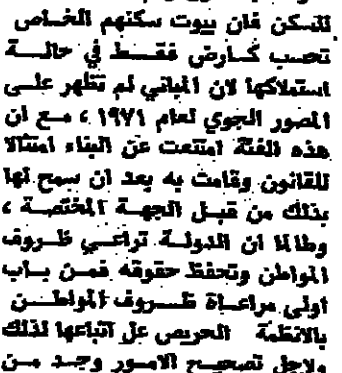 للسكن فان بيوت سكنهم الخاص
تحسب كارض فقط في حالة
استملاكها لان المباني لم تظهر على
المصور الجوي لعام ١٩٧١ ، مع ان
هذه الفئة امتنعت عن البناء امتثالا
للقانون وقامت به بعد ان سمح لها
بذلك من قبل الجهة المختصة ،
وطالما ان الدولة تراعي ظروف
المواطن وتحفظ حقوقه فمن باب
اولى مراعاة ظروف المواطن
بالانظمة الحريص على اتباعها لذلك
ولاجل تصحيح الامور وجد من